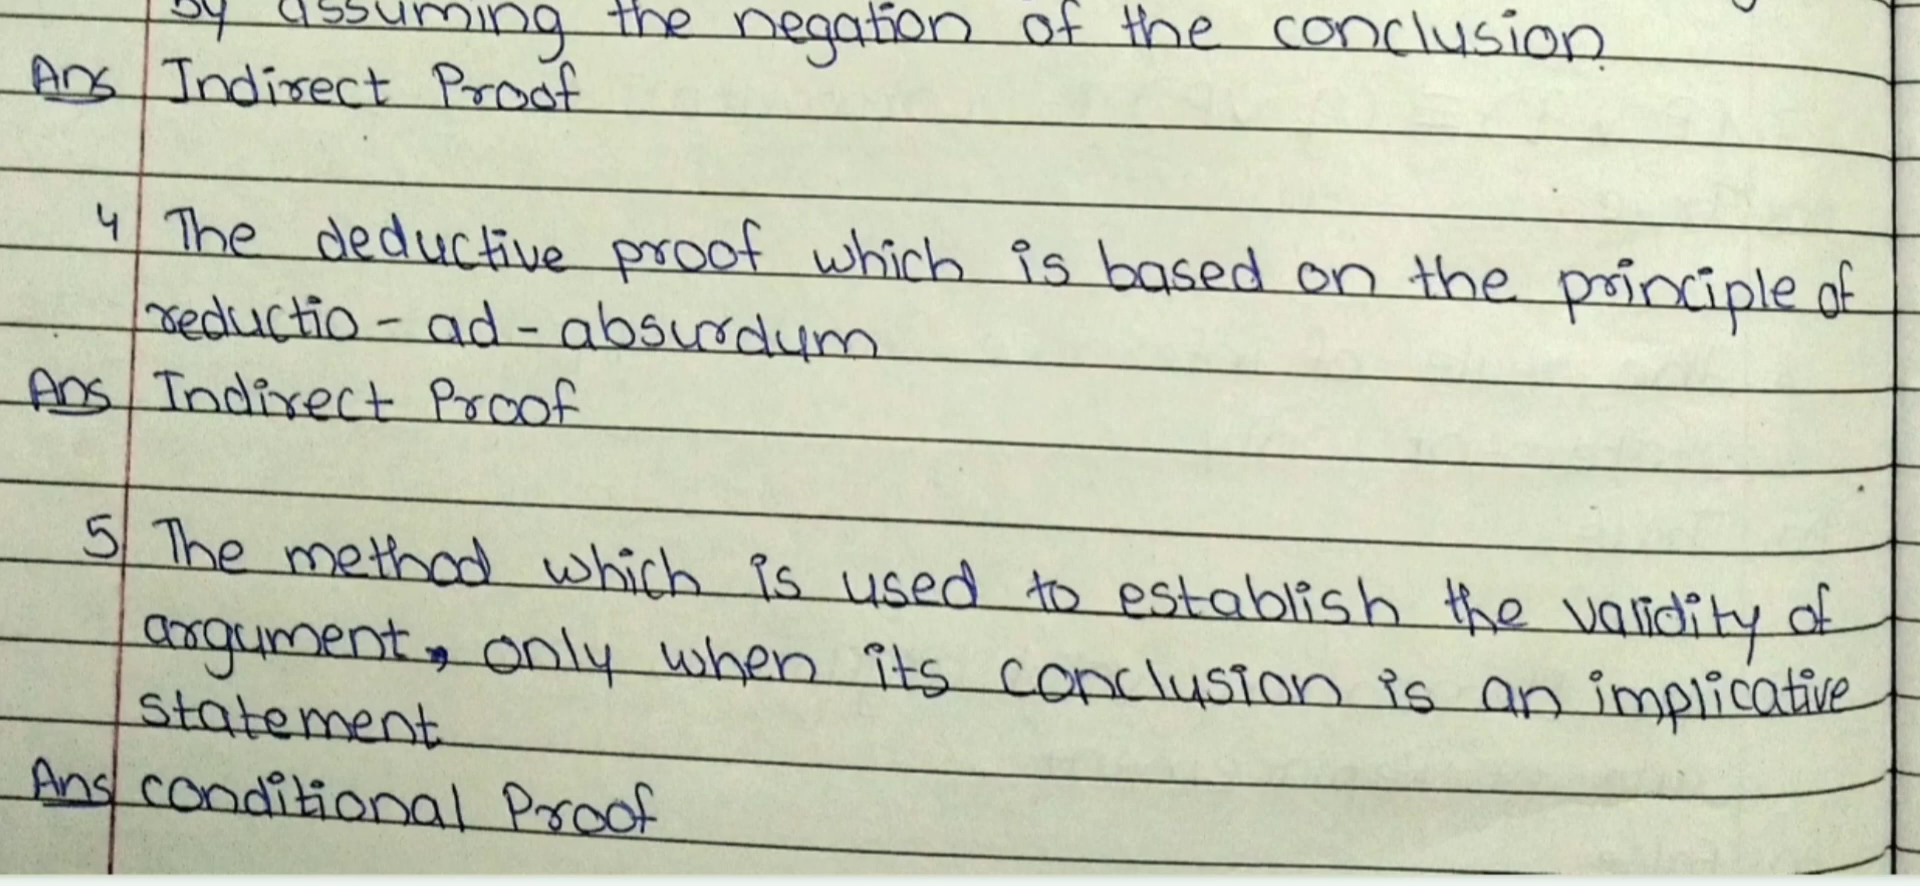 by assuming the negation of the conclusion.
Ans Indirect Proof
4 The deductive proof which is based on the principle of
reductio - ad - absurdum
Ans Indirect Proof
5 The method which is used to establish the validity of
argument, only when its conclusion is an implicative
statement
Ans conditional Proof